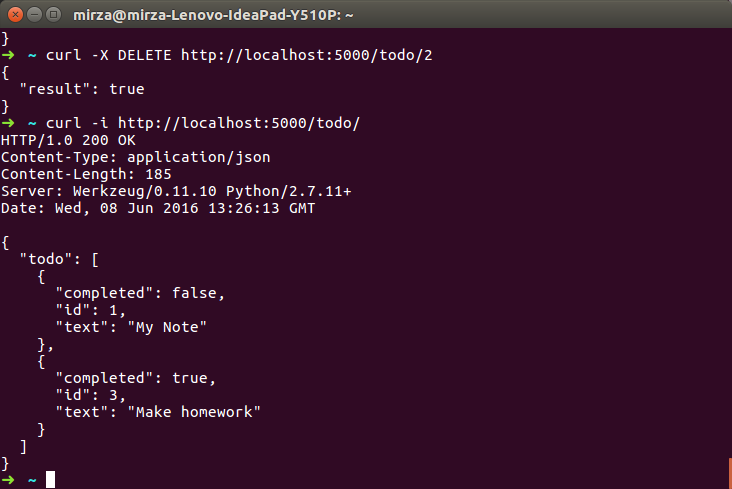 mirza@mirza-Lenovo-IdeaPad-Y510P: ~
}
➜  ~ curl -X DELETE http://localhost:5000/todo/2
{
  "result": true
}
➜  ~ curl -i http://localhost:5000/todo/
HTTP/1.0 200 OK
Content-Type: application/json
Content-Length: 185
Server: Werkzeug/0.11.10 Python/2.7.11+
Date: Wed, 08 Jun 2016 13:26:13 GMT

{
  "todo": [
    {
      "completed": false,
      "id": 1,
      "text": "My Note"
    },
    {
      "completed": true,
      "id": 3,
      "text": "Make homework"
    }
  ]
}
➜  ~